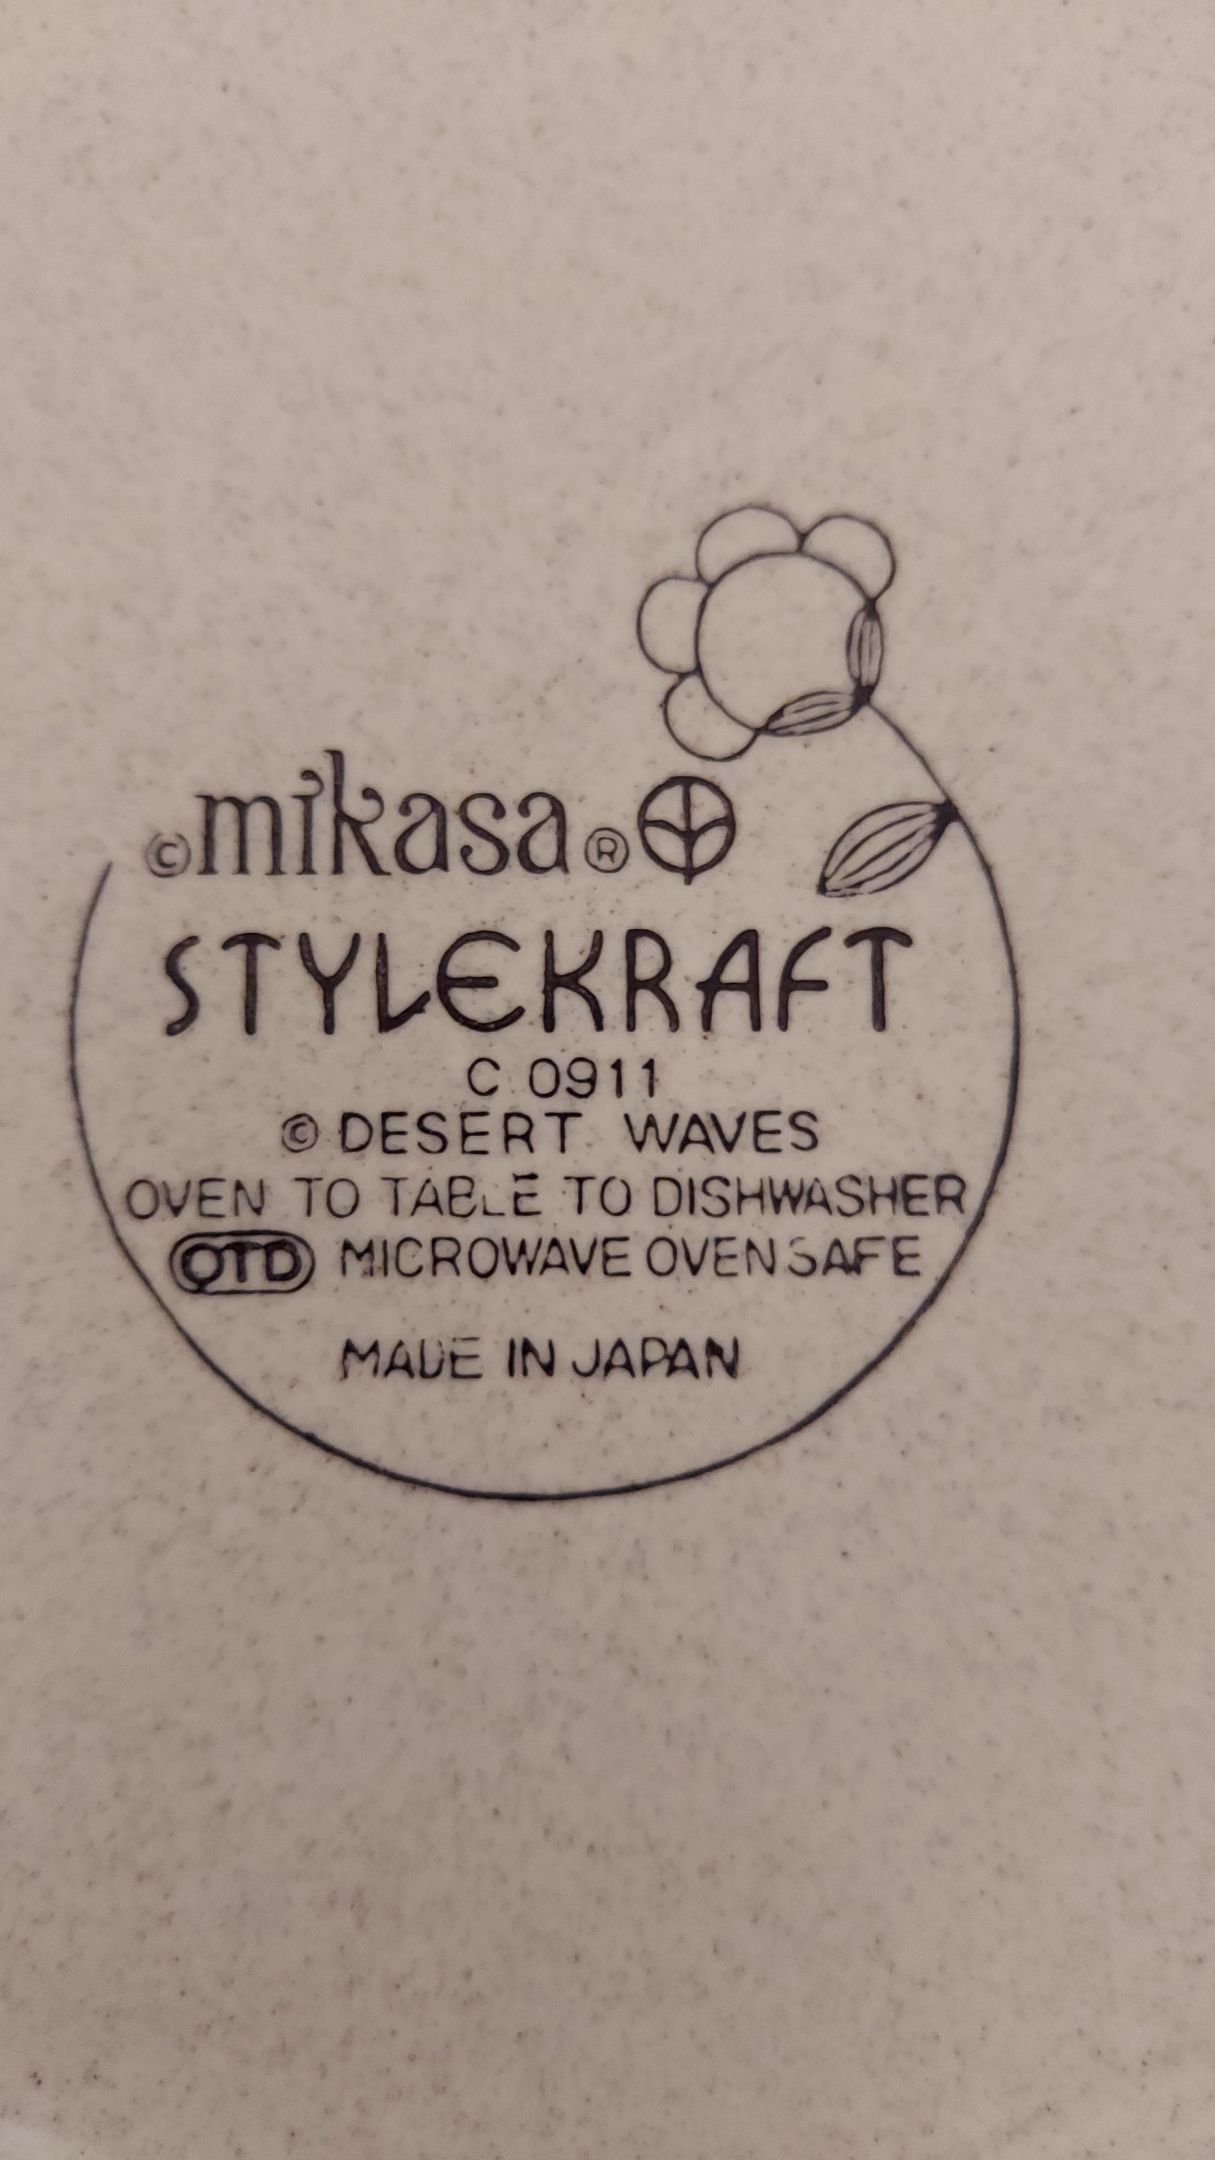 ©mikasa®
STYLEKRAFT
C 0911
© DESERT WAVES
OVEN TO TABLE TO DISHWASHER
OTD MICROWAVE OVEN SAFE
MADE IN JAPAN